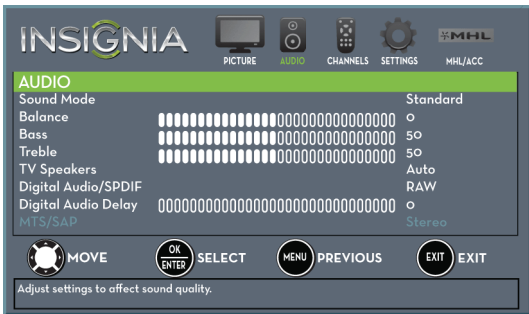 INSIGNIA
PICTURE AUDIO CHANNELS SETTINGS MHL MHL/ACC
AUDIO
Sound Mode Standard
Balance 0
Bass 50
Treble 50
TV Speakers Auto
Digital Audio/SPDIF RAW
Digital Audio Delay 0
MTS/SAP Stereo
MOVE OK ENTER SELECT MENU PREVIOUS EXIT EXIT
Adjust settings to affect sound quality.